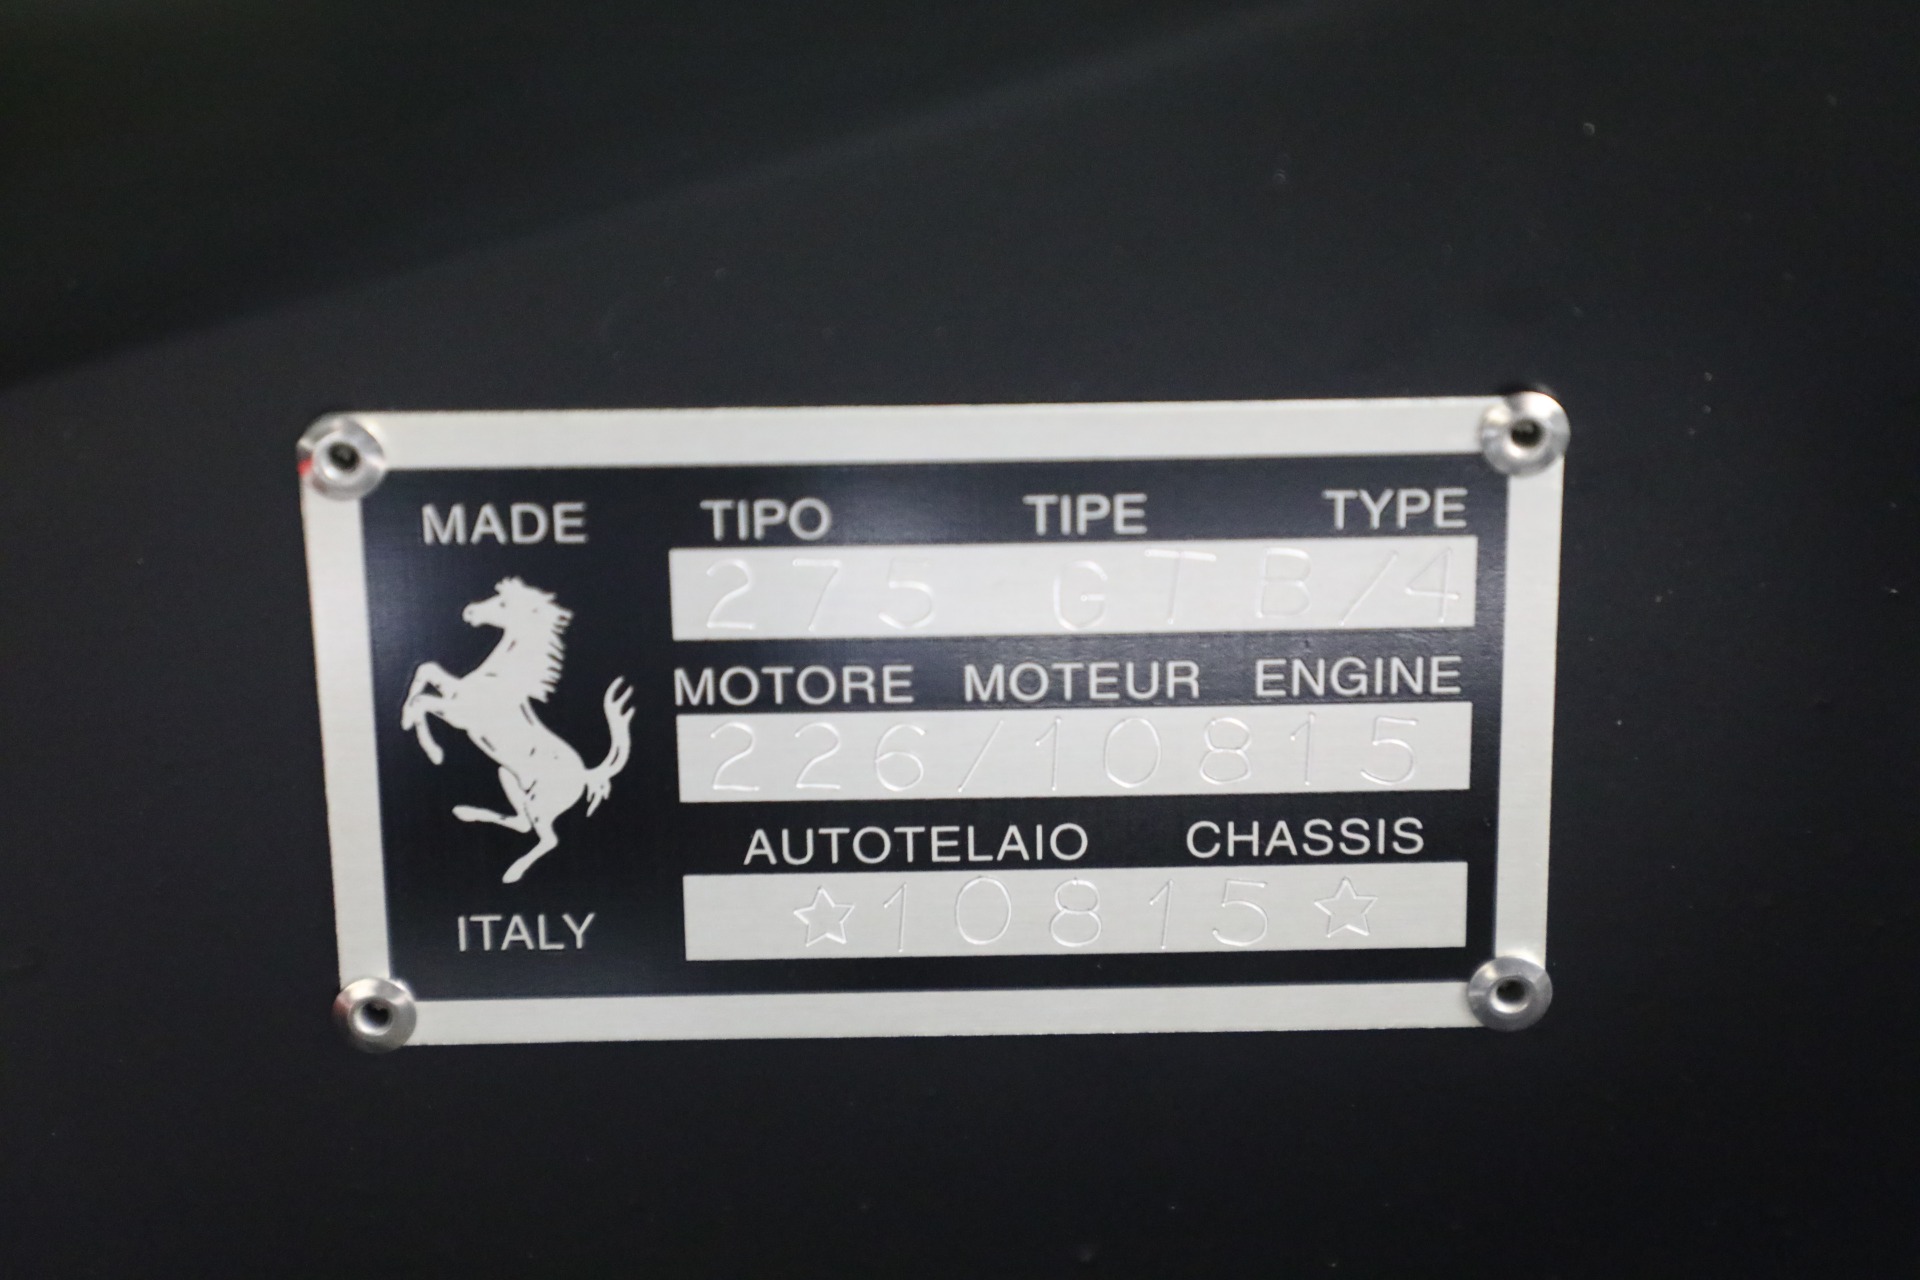 MADE
ITALY
TIPO TIPE TYPE
275 GTB/4
MOTORE MOTEUR ENGINE
226/10815
AUTOTELAIO CHASSIS
☆10815☆